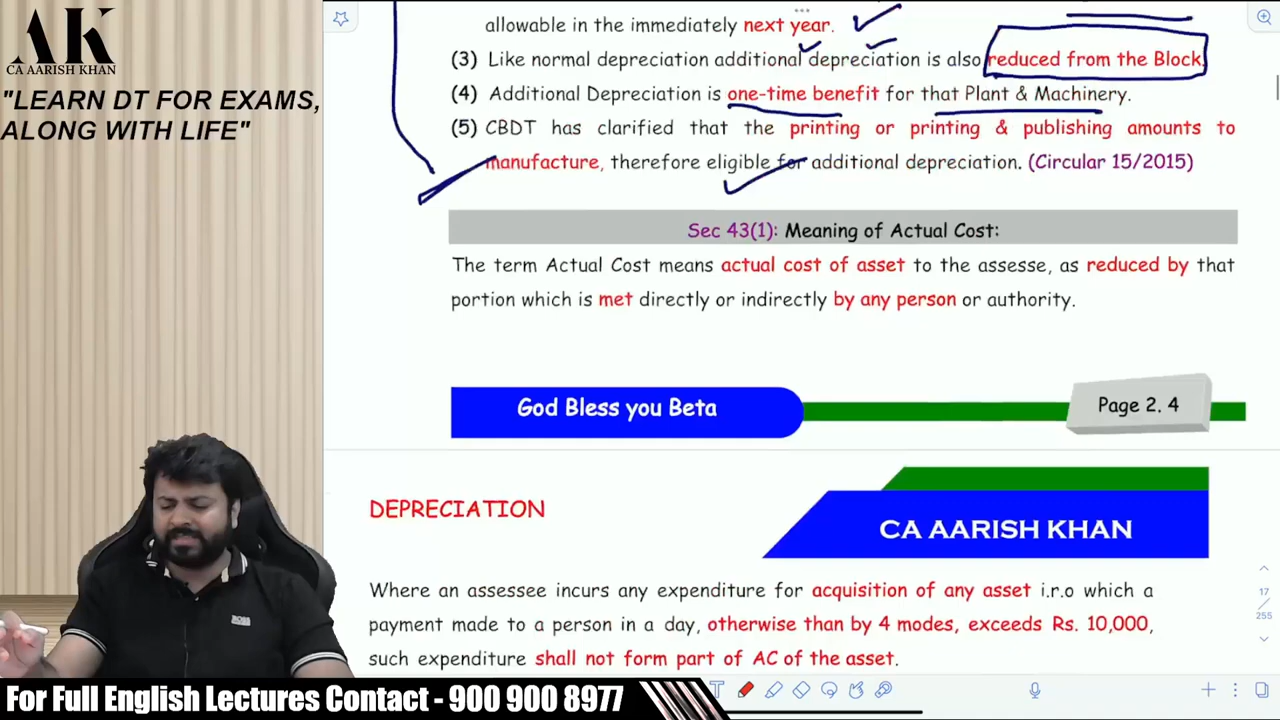 AK
CA AARISH KHAN
"LEARN DT FOR EXAMS,
ALONG WITH LIFE"
allowable in the immediately next year.
(3) Like normal depreciation additional depreciation is also reduced from the Block
(4) Additional Depreciation is one-time benefit for that Plant & Machinery.
(5) CBDT has clarified that the printing or printing & publishing amounts to
manufacture, therefore eligible for additional depreciation. (Circular 15/2015)
Sec 43(1): Meaning of Actual Cost:
The term Actual Cost means actual cost of asset to the assesse, as reduced by that
portion which is met directly or indirectly by any person or authority.
God Bless you Beta
Page 2. 4
DEPRECIATION
CA AARISH KHAN
Where an assessee incurs any expenditure for acquisition of any asset i.r.o which a
payment made to a person in a day, otherwise than by 4 modes, exceeds Rs. 10,000,
such expenditure shall not form part of AC of the asset.
17
255
For Full English Lectures Contact - 900 900 8977